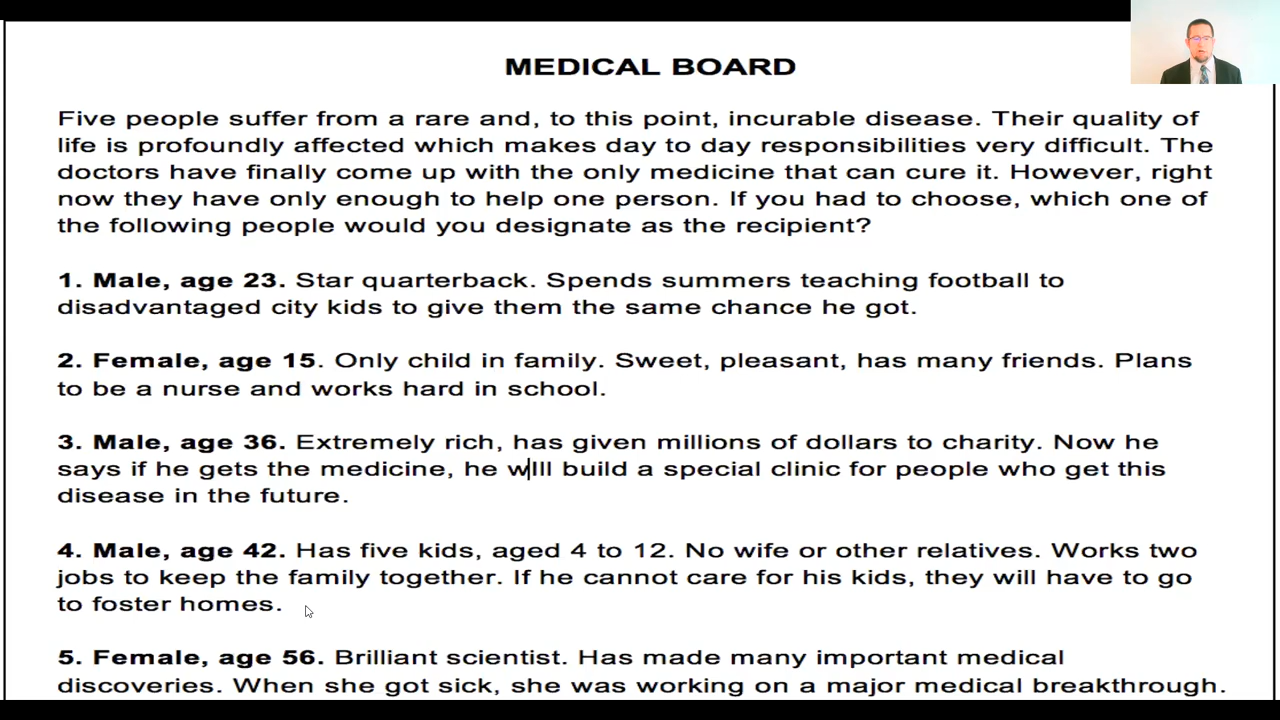 MEDICAL BOARD
Five people suffer from a rare and, to this point, incurable disease. Their quality of
life is profoundly affected which makes day to day responsibilities very difficult. The
doctors have finally come up with the only medicine that can cure it. However, right
now they have only enough to help one person. If you had to choose, which one of
the following people would you designate as the recipient?
1. Male, age 23. Star quarterback. Spends summers teaching football to
disadvantaged city kids to give them the same chance he got.
2. Female, age 15. Only child in family. Sweet, pleasant, has many friends. Plans
to be a nurse and works hard in school.
3. Male, age 36. Extremely rich, has given millions of dollars to charity. Now he
says if he gets the medicine, he will build a special clinic for people who get this
disease in the future.
4. Male, age 42. Has five kids, aged 4 to 12. No wife or other relatives. Works two
jobs to keep the family together. If he cannot care for his kids, they will have to go
to foster homes.
5. Female, age 56. Brilliant scientist. Has made many important medical
discoveries. When she got sick, she was working on a major medical breakthrough.